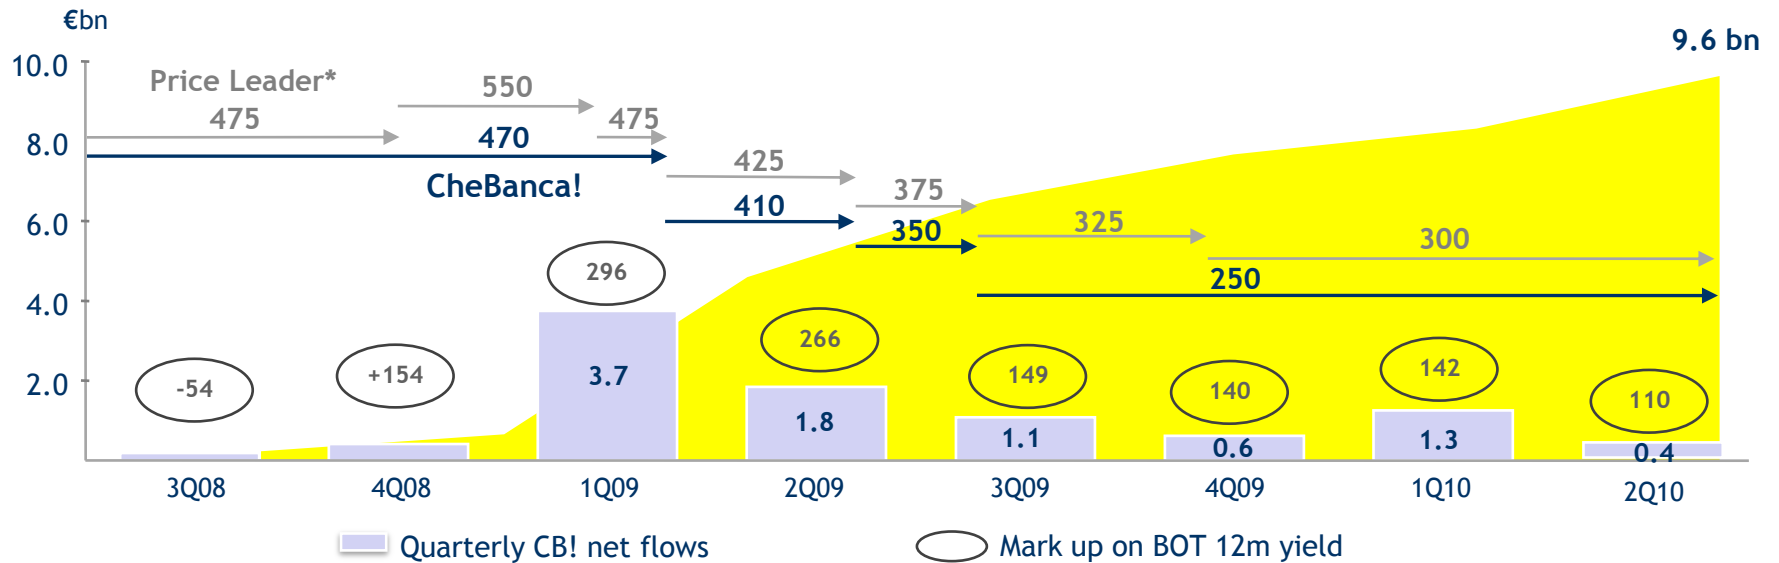 €bn
9.6 bn
10.0
Price Leader*
550
475
475
470
8.0
CheBanca!
425
375
410
350
325
300
6.0
250
296
4.0
266
-54
+154
3.7
149
140
142
110
2.0
1.8
1.1
0.6
1.3
0.4
3Q08
4Q08
1Q09
2Q09
3Q09
4Q09
1Q10
2Q10
Quarterly CB! net flows
Mark up on BOT 12m yield